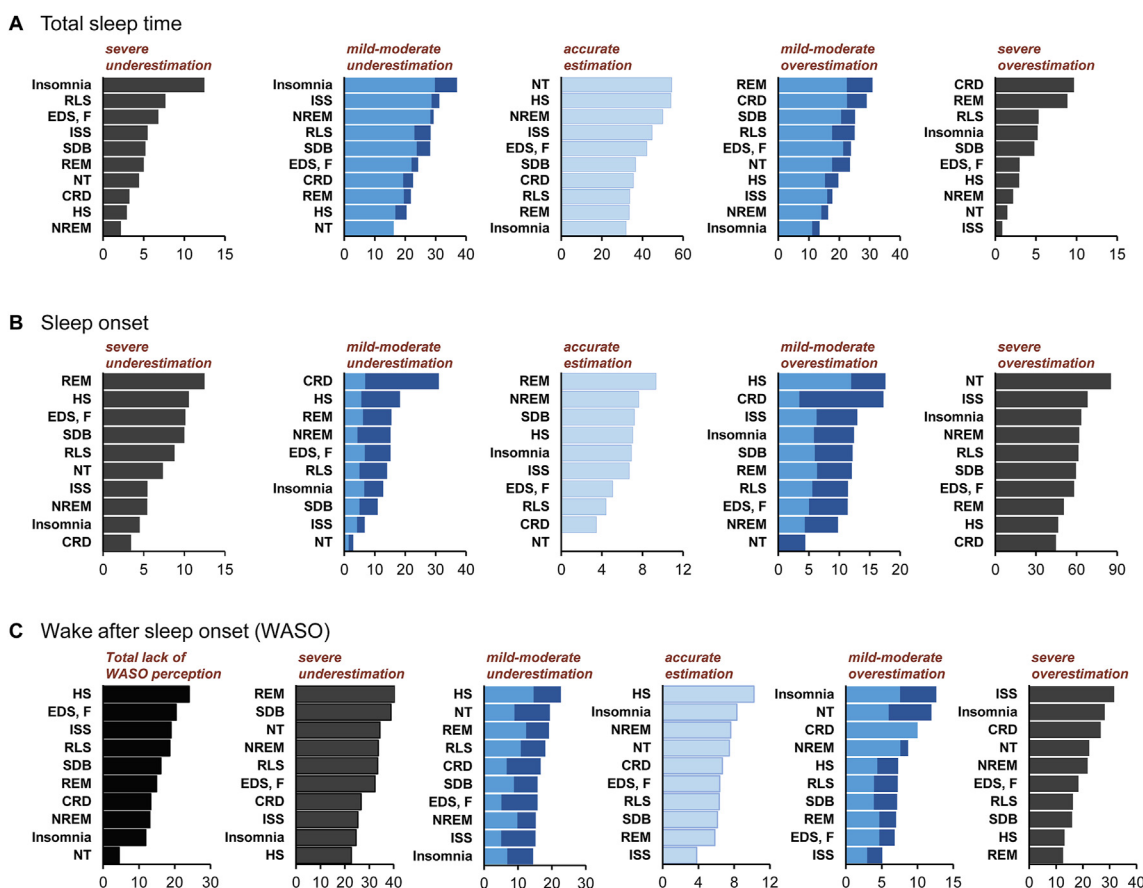 A Total sleep time
severe
underestimation
Insomnia
RLS
EDS, F
ISS
SDB
REM
NT
CRD
HS
NREM
0 5 10 15
mild-moderate
underestimation
Insomnia
ISS
NREM
RLS
SDB
EDS, F
CRD
REM
HS
NT
0 10 20 30 40
accurate
estimation
NT
HS
NREM
ISS
EDS, F
SDB
CRD
RLS
REM
Insomnia
0 20 40 60
mild-moderate
overestimation
REM
CRD
SDB
RLS
EDS, F
NT
HS
ISS
NREM
Insomnia
0 10 20 30 40
severe
overestimation
CRD
REM
RLS
Insomnia
SDB
EDS, F
HS
NREM
NT
ISS
0 5 10 15
B Sleep onset
severe
underestimation
REM
HS
EDS, F
SDB
RLS
NT
ISS
NREM
Insomnia
CRD
0 5 10 15
mild-moderate
underestimation
CRD
HS
REM
NREM
EDS, F
RLS
Insomnia
SDB
ISS
NT
0 10 20 30 40
accurate
estimation
REM
NREM
SDB
HS
Insomnia
ISS
EDS, F
RLS
CRD
NT
0 4 8 12
mild-moderate
overestimation
HS
CRD
ISS
Insomnia
SDB
REM
RLS
EDS, F
NREM
NT
0 5 10 15 20
severe
overestimation
NT
ISS
Insomnia
NREM
RLS
SDB
EDS, F
REM
HS
CRD
0 30 60 90
C Wake after sleep onset (WASO)
Total lack of
WASO perception
HS
EDS, F
ISS
RLS
SDB
REM
CRD
NREM
Insomnia
NT
0 10 20 30
severe
underestimation
REM
SDB
NT
NREM
RLS
EDS, F
CRD
ISS
Insomnia
HS
0 10 20 30 40
mild-moderate
underestimation
HS
NT
REM
RLS
CRD
SDB
EDS, F
NREM
ISS
Insomnia
0 10 20 30
accurate
estimation
HS
Insomnia
NREM
NT
CRD
EDS, F
RLS
SDB
REM
ISS
0 4 8 12
mild-moderate
overestimation
Insomnia
NT
CRD
NREM
HS
RLS
SDB
REM
EDS, F
ISS
0 5 10 15
severe
overestimation
ISS
Insomnia
CRD
NT
NREM
EDS, F
RLS
SDB
HS
REM
0 10 20 30 40